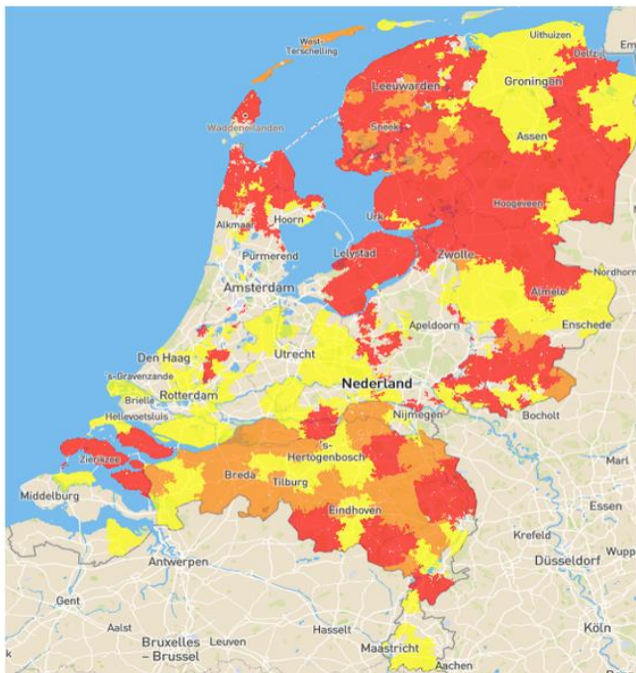 Uithuizen
West-
Terschelling
Delfzijl
Leeuwarden
Groningen
Sneek
Waddeneilanden
Assen
Hoogeveen
Urk
Hoorn
Alkmaar
Purmerend
Lelystad
Zwolle
Nordhorn
Amsterdam
Almelo
Apeldoorn
Enschede
Den Haag
Utrecht
's-Gravenzande
Nederland
Brielle
Rotterdam
Hellevoetsluis
Nijmegen
Bocholt
's-
Hertogenbosch
Zierikzee
Breda
Tilburg
Marl
Middelburg
Eindhoven
Essen
Krefeld
Antwerpen
Düsseldorf
Gent
Aalst
Hasselt
Köln
Bruxelles
– Brussel
Leuven
Maastricht
Aachen